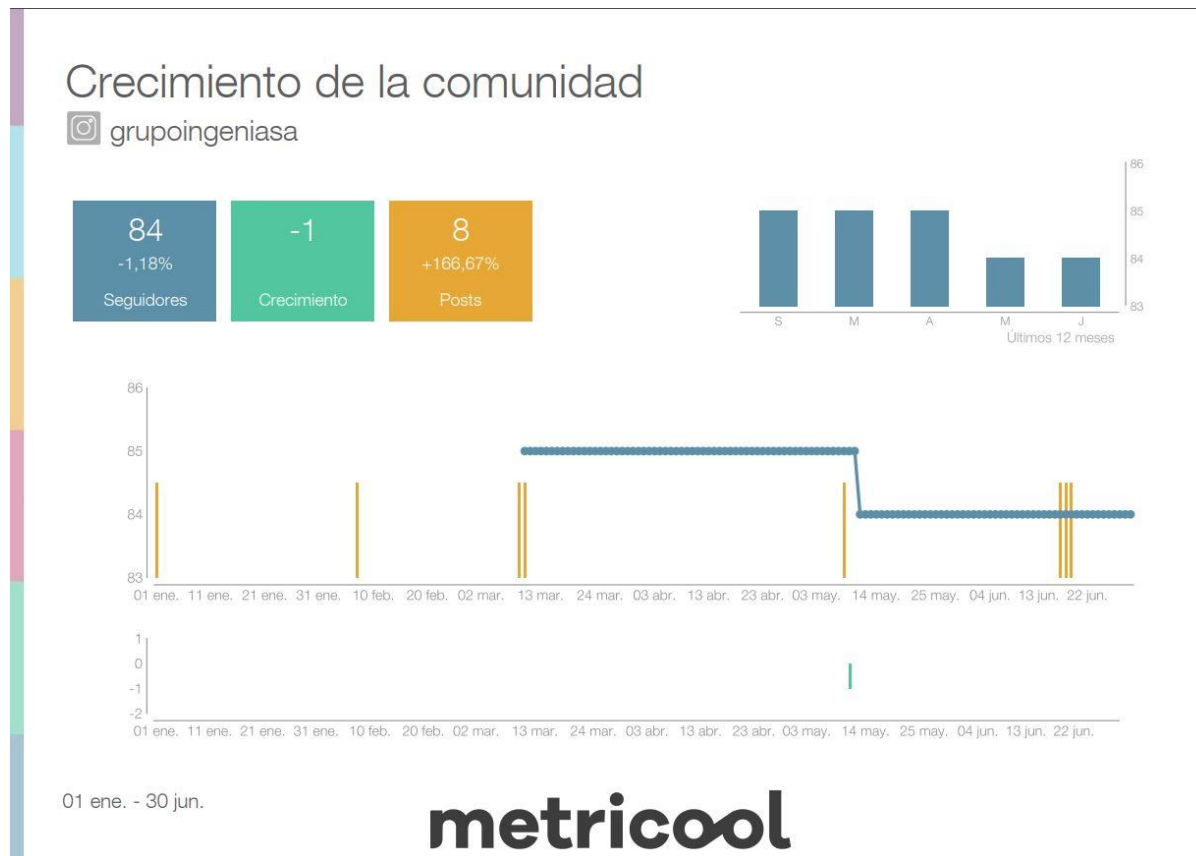 Crecimiento de la comunidad
grupoingeniasa
84
-1,18%
Seguidores
-1
Crecimiento
8
+166,67%
Posts
86
85
84
83
S M A M J
Últimos 12 meses
86
85
84
83
01 ene. 11 ene. 21 ene. 31 ene. 10 feb. 20 feb. 02 mar. 13 mar. 24 mar. 03 abr. 13 abr. 23 abr. 03 may. 14 may. 25 may. 04 jun. 13 jun. 22 jun.
1
0
-1
-2
01 ene. 11 ene. 21 ene. 31 ene. 10 feb. 20 feb. 02 mar. 13 mar. 24 mar. 03 abr. 13 abr. 23 abr. 03 may. 14 may. 25 may. 04 jun. 13 jun. 22 jun.
01 ene. - 30 jun.
metricool